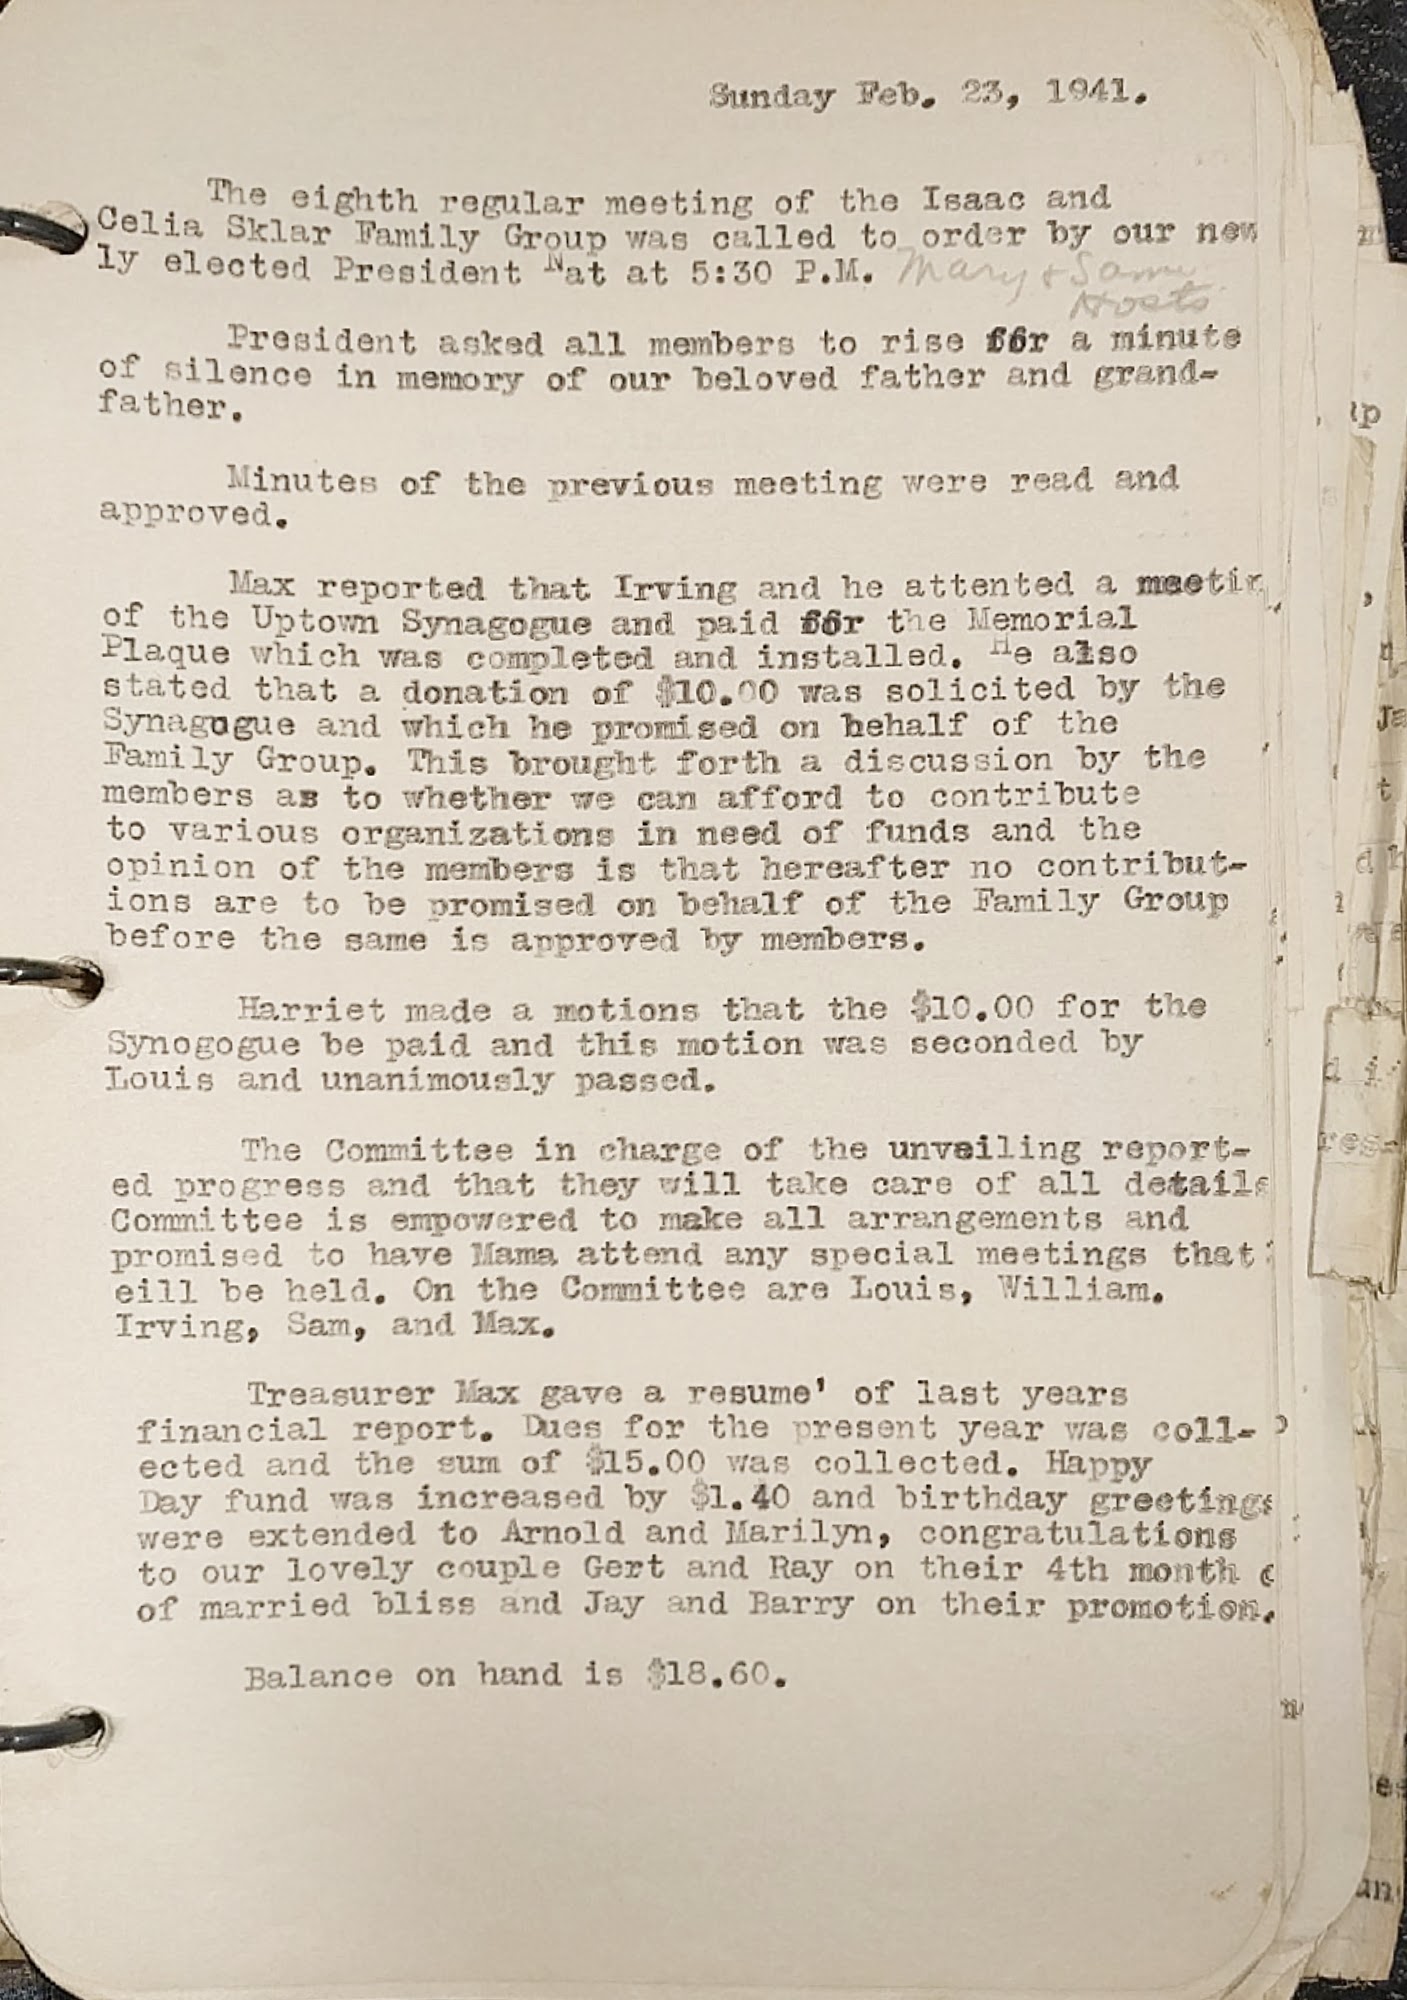 Sunday Feb. 23, 1941.
The eighth regular meeting of the Isaac and
Celia Sklar Family Group was called to order by our new
ly elected President Nat at 5:30 P.M. Mary + Sam
Hosts
President asked all members to rise for a minute
of silence in memory of our beloved father and grand-
father.
Minutes of the previous meeting were read and
approved.
Max reported that Irving and he attented a meetin
of the Uptown Synagogue and paid for the Memorial
Plaque which was completed and installed. He also
stated that a donation of $10.00 was solicited by the
Synagogue and which he promised on behalf of the
Family Group. This brought forth a discussion by the
members as to whether we can afford to contribute
to various organizations in need of funds and the
opinion of the members is that hereafter no contribut-
ions are to be promised on behalf of the Family Group
before the same is approved by members.
Harriet made a motions that the $10.00 for the
Synogogue be paid and this motion was seconded by
Louis and unanimously passed.
The Committee in charge of the unveiling report-
ed progress and that they will take care of all details
Committee is empowered to make all arrangements and
promised to have Mama attend any special meetings that
eill be held. On the Committee are Louis, William.
Irving, Sam, and Max.
Treasurer Max gave a resume' of last years
financial report. Dues for the present year was coll-
ected and the sum of $15.00 was collected. Happy
Day fund was increased by $1.40 and birthday greetings
were extended to Arnold and Marilyn, congratulations
to our lovely couple Gert and Ray on their 4th month
of married bliss and Jay and Barry on their promotion.
Balance on hand is $18.60.